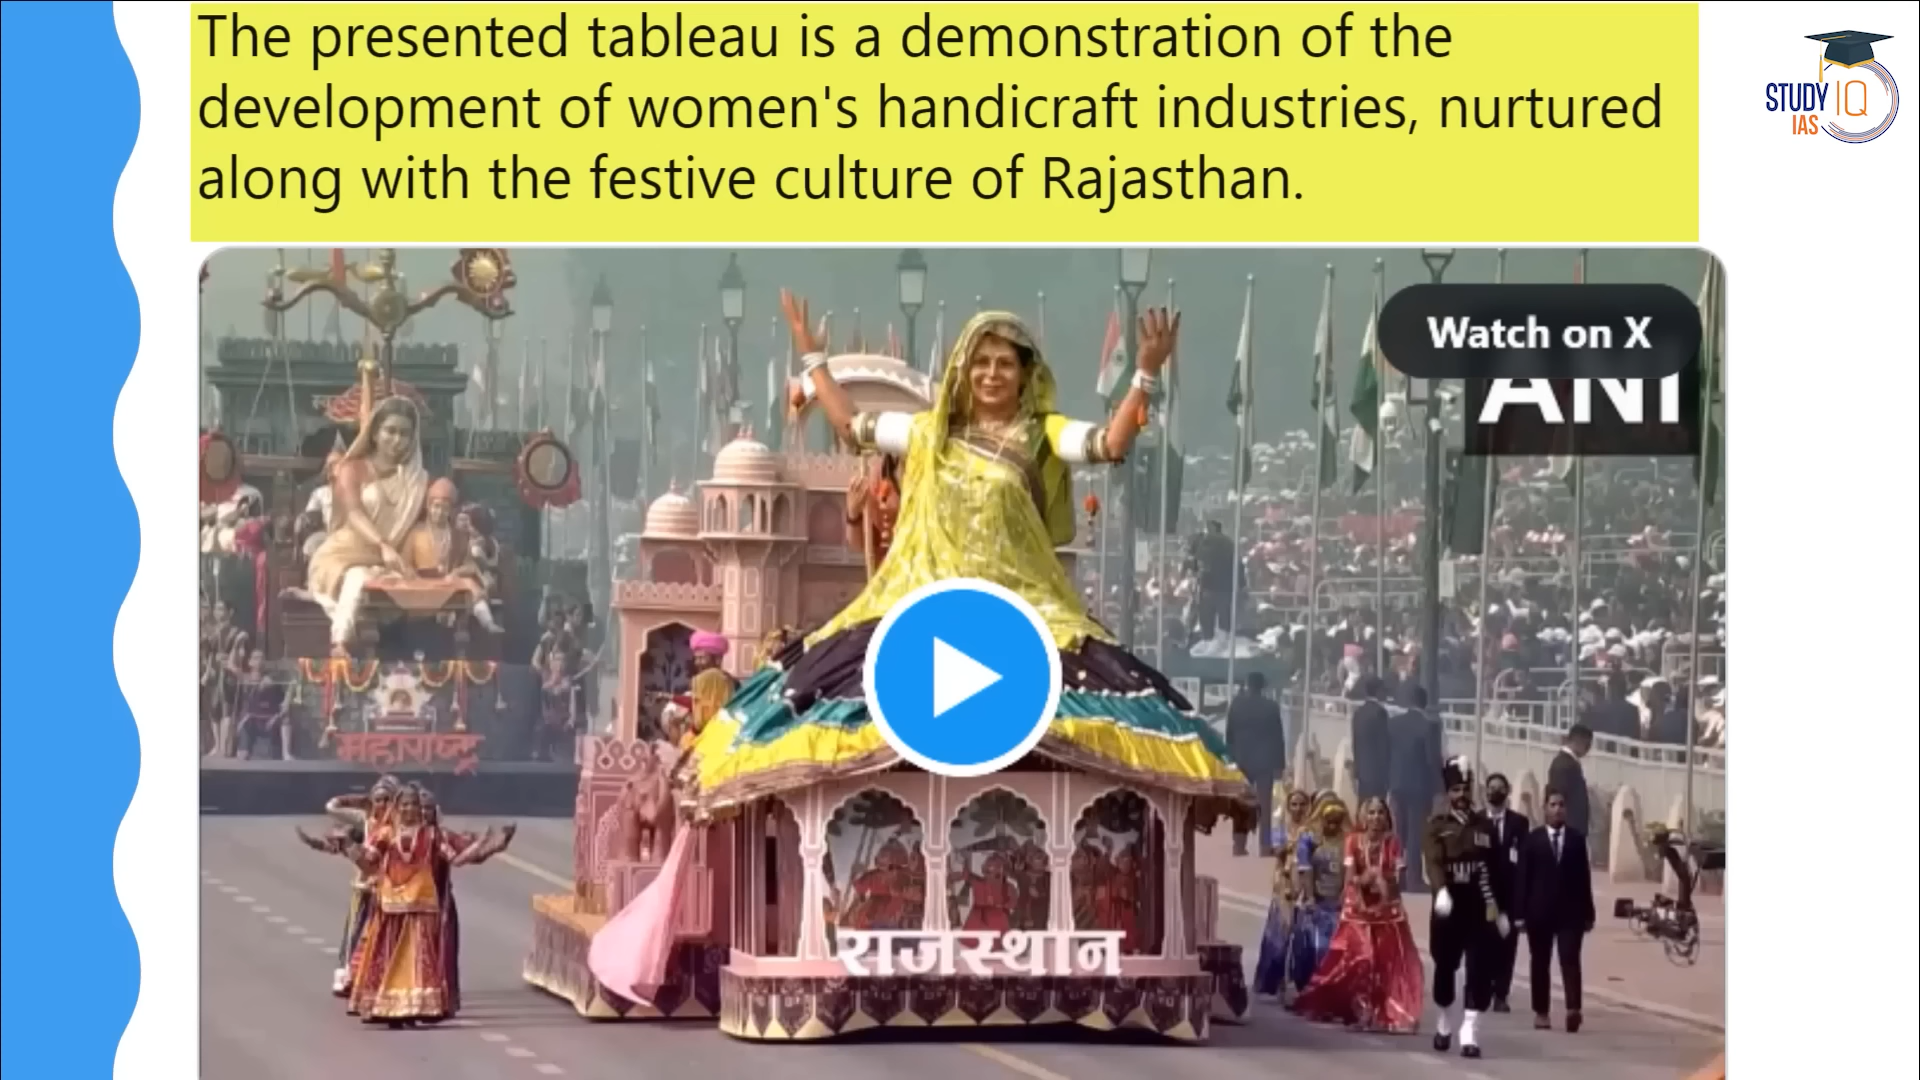 The presented tableau is a demonstration of the
development of women's handicraft industries, nurtured
along with the festive culture of Rajasthan.
STUDY IQ
IAS
Watch on X
ANI
महाराष्ट्र
राजस्थान